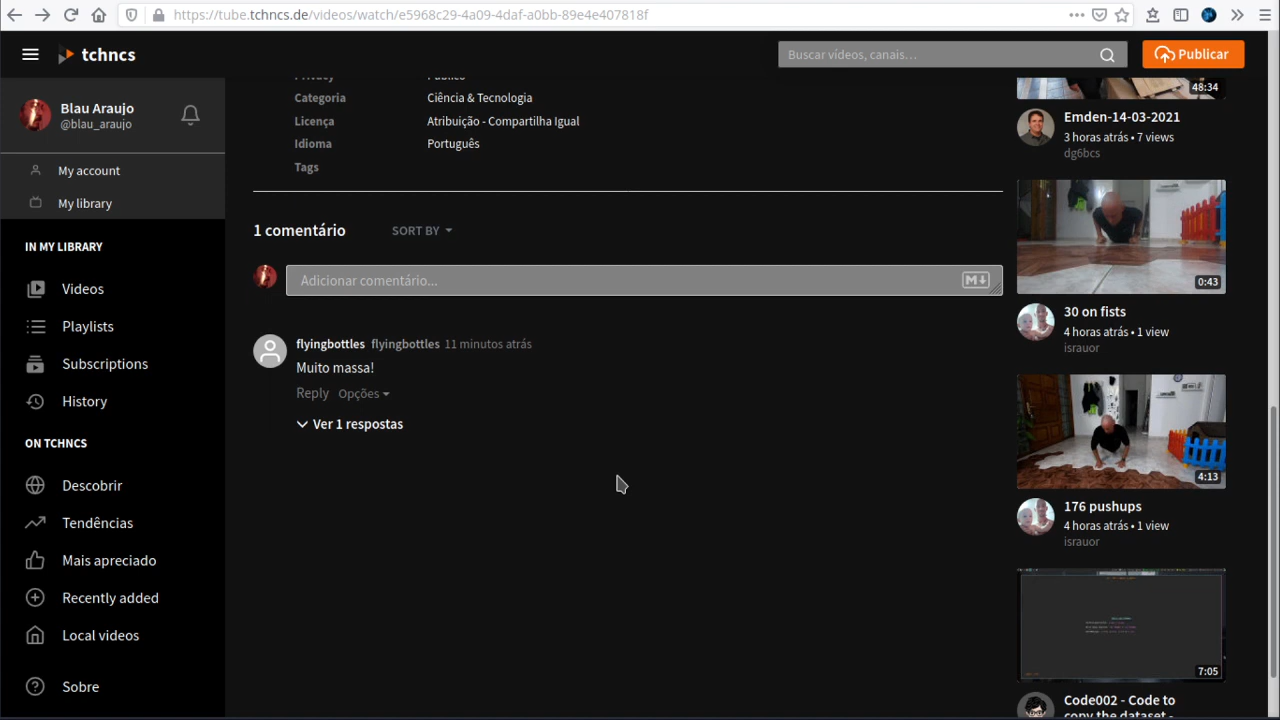 https://tube.tchncs.de/videos/watch/e5968c29-4a09-4daf-a0bb-89e4e407818f
tchncs
Buscar vídeos, canais…
Publicar
Blau Araujo
@blau_araujo
My account
My library
IN MY LIBRARY
Videos
Playlists
Subscriptions
History
ON TCHNCS
Descobrir
Tendências
Mais apreciado
Recently added
Local videos
Sobre
Privacy Público
Categoria Ciência & Tecnologia
Licença Atribuição - Compartilha Igual
Idioma Português
Tags
1 comentário SORT BY
Adicionar comentário...
M
flyingbottles flyingbottles 11 minutos atrás
Muito massa!
Reply Opções
Ver 1 respostas
48:34
Emden-14-03-2021
3 horas atrás • 7 views
dg6bcs
0:43
30 on fists
4 horas atrás • 1 view
israuor
4:13
176 pushups
4 horas atrás • 1 view
israuor
7:05
Code002 - Code to
copy the dataset -